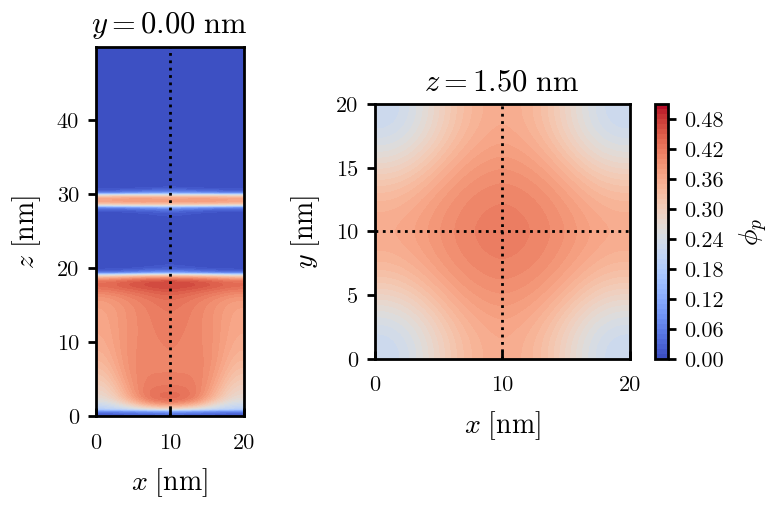 y = 0.00 nm
z [nm]
40
30
20
10
0
0 10 20
x [nm]
z = 1.50 nm
y [nm]
20
15
10
5
0
0 10 20
x [nm]
0.48
0.42
0.36
0.30
0.24
0.18
0.12
0.06
0.00
ϕp